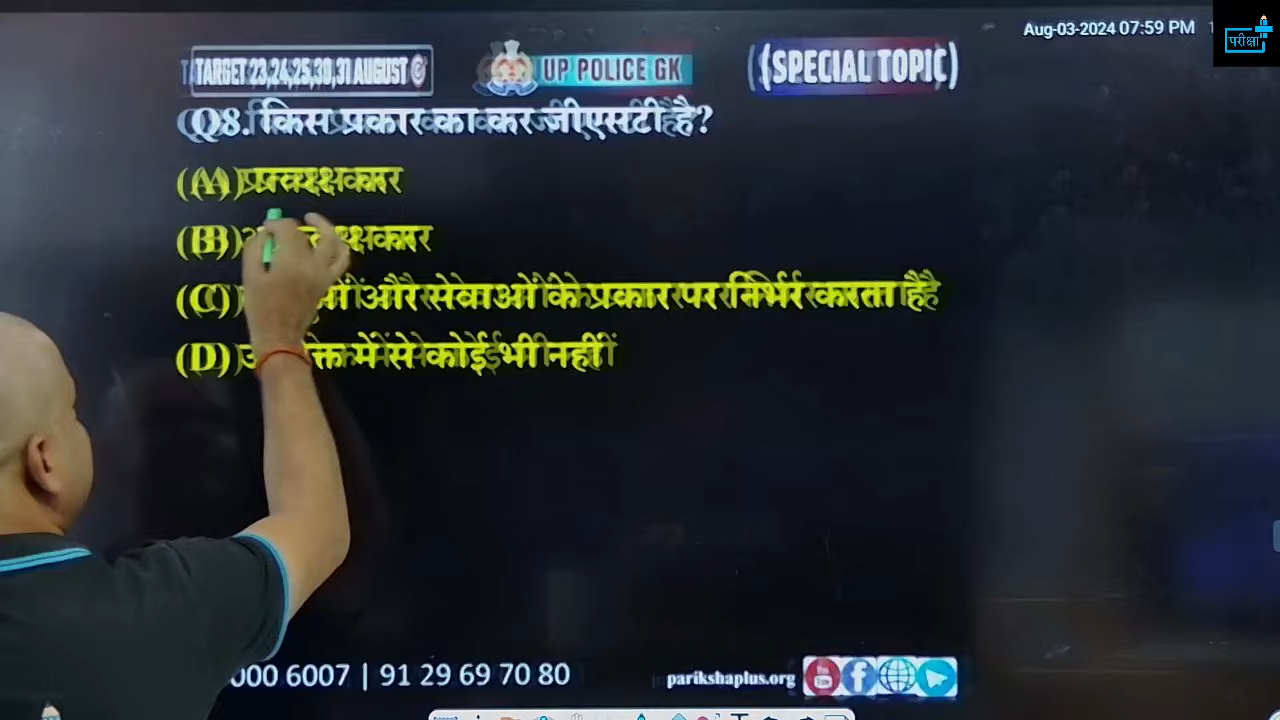 Aug-03-2024 07:59 PM
परीक्षा
TARGET 23,24,25,30,31 AUGUST
UP POLICE GK
(SPECIAL TOPIC)
Q8. किस प्रकार का कर जीएसटी है?
(A) प्रत्यक्ष कर
(B)
कर
(C)
और सेवाओं के प्रकार पर निर्भर करता है
(D)
में से कोई भी नहीं
000 6007 | 91 29 69 70 80
parikshaplus.org